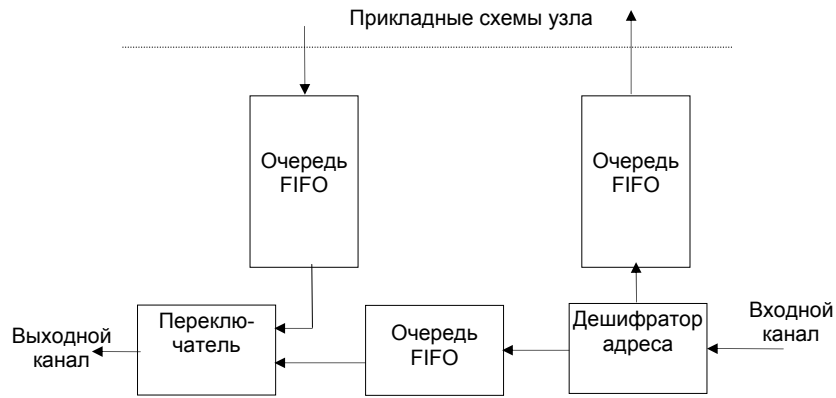 Прикладные схемы узла
Очередь
FIFO
Очередь
FIFO
Выходной
канал
Переклю-
чатель
Очередь
FIFO
Дешифратор
адреса
Входной
канал